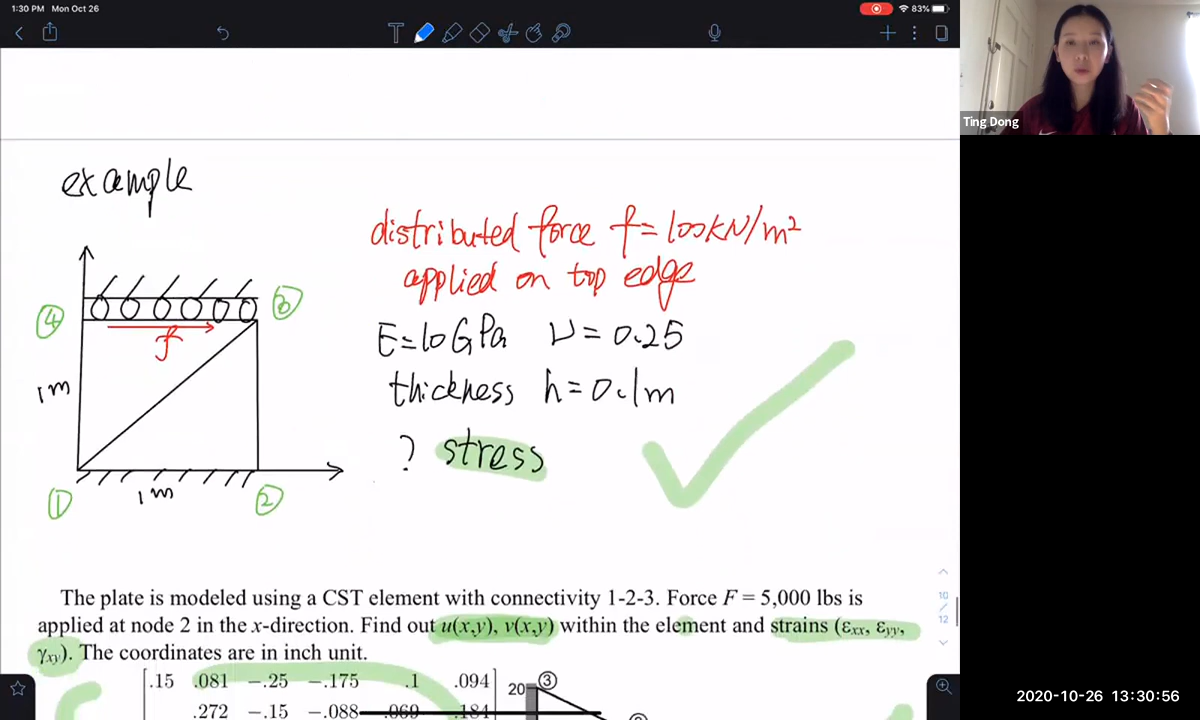 1:30 PM Mon Oct 26
83%
Ting Dong
example
distributed force f = 100kN/m²
applied on top edge
E=10GPa ν = 0.25
thickness h = 0.1m
? stress
④
③
f
1m
①
1m
②
The plate is modeled using a CST element with connectivity 1-2-3. Force F = 5,000 lbs is
applied at node 2 in the x-direction. Find out u(x,y), v(x,y) within the element and strains (εxx, εyy,
γxy). The coordinates are in inch unit.
.15 .081 −.25 −.175 .1 .094
.272 −.15 −.088 −.069 .184
20
③
10
12
2020-10-26 13:30:56